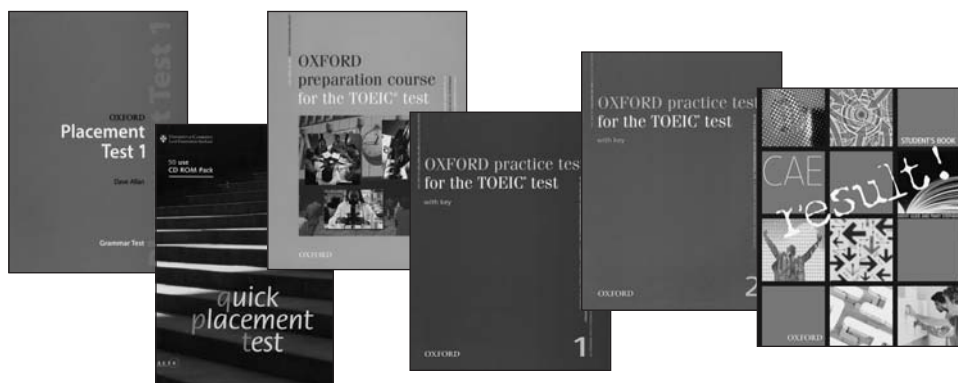 OXFORD
Placement
Test 1
Dave Allan
Grammar Test
Test 1
50 use
CD ROM Pack
quick
placement
test
OXFORD
preparation course
for the TOEIC® test
OXFORD
OXFORD practice tes
for the TOEIC® test
with key
OXFORD
1
OXFORD practice tes
for the TOEIC® test
with key
OXFORD
2
STUDENT'S BOOK
CAE
result!
OXFORD